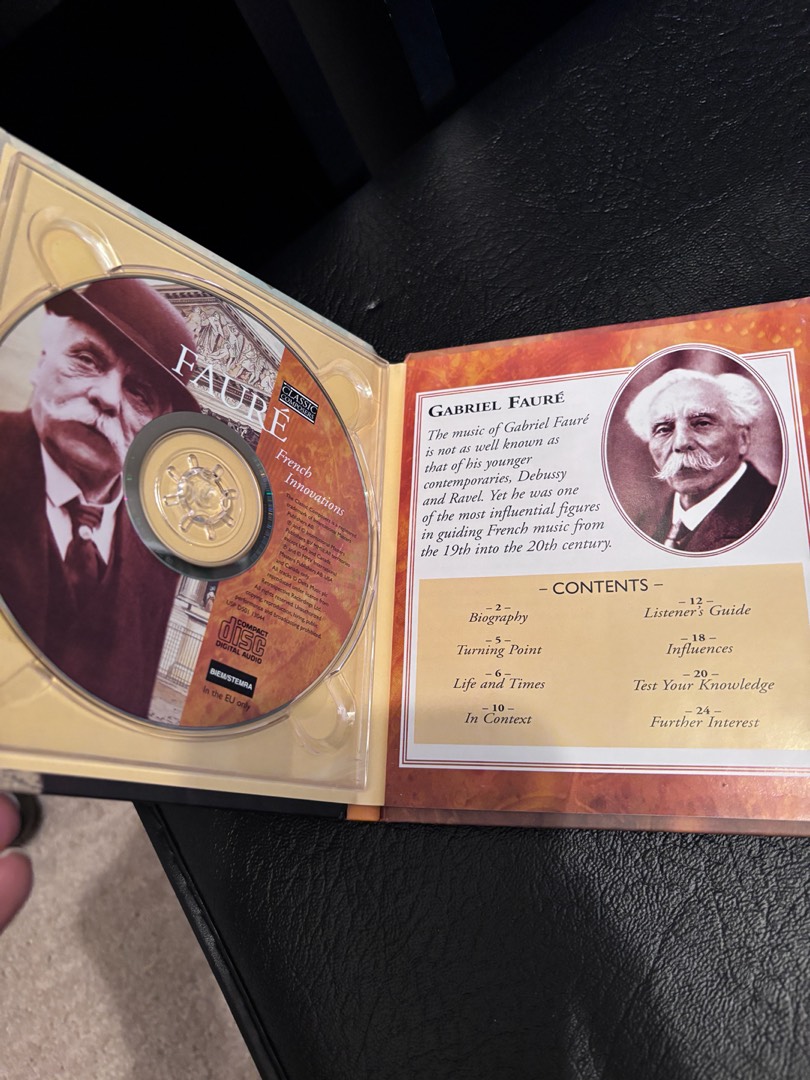 FAURÉ
CLASSIC
COMPOSERS
French
Innovations
COMPACT
disc
DIGITAL AUDIO
BIEM/STEMRA
in the EU only
GABRIEL FAURÉ
The music of Gabriel Fauré
is not as well known as
that of his younger
contemporaries, Debussy
and Ravel. Yet he was one
of the most influential figures
in guiding French music from
the 19th into the 20th century.
– CONTENTS –
– 2 –
Biography
– 5 –
Turning Point
– 6 –
Life and Times
– 10 –
In Context
– 12 –
Listener's Guide
– 18 –
Influences
– 20 –
Test Your Knowledge
– 24 –
Further Interest